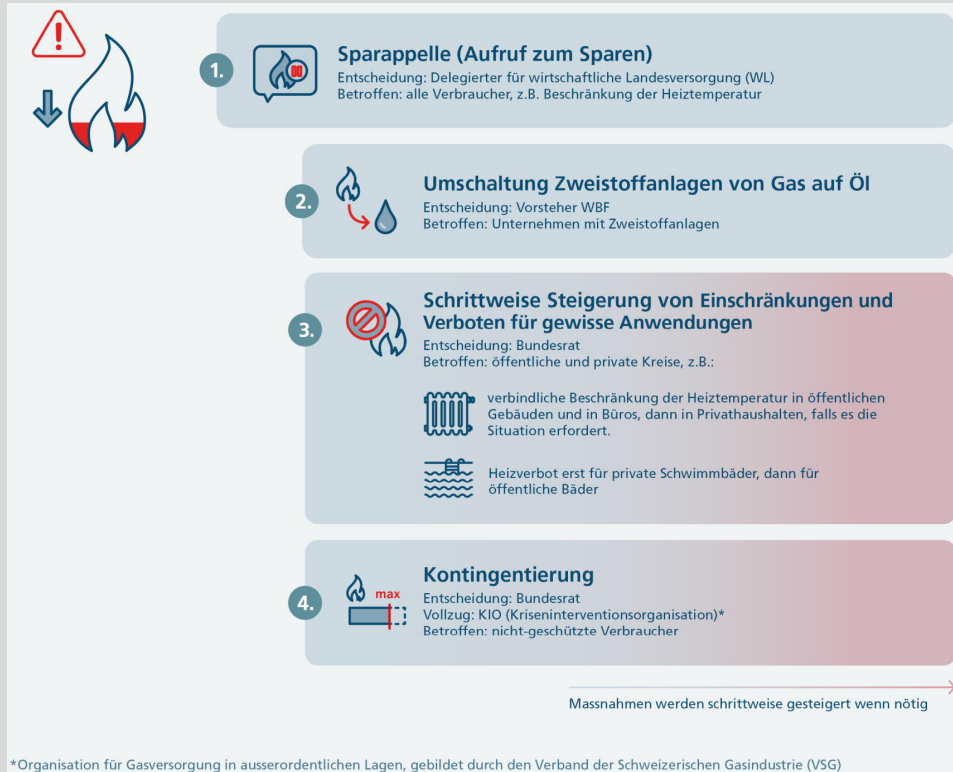 1.
Sparappelle (Aufruf zum Sparen)
Entscheidung: Delegierter für wirtschaftliche Landesversorgung (WL)
Betroffen: alle Verbraucher, z.B. Beschränkung der Heiztemperatur
2.
Umschaltung Zweistoffanlagen von Gas auf Öl
Entscheidung: Vorsteher WBF
Betroffen: Unternehmen mit Zweistoffanlagen
3.
Schrittweise Steigerung von Einschränkungen und
Verboten für gewisse Anwendungen
Entscheidung: Bundesrat
Betroffen: öffentliche und private Kreise, z.B.:
verbindliche Beschränkung der Heiztemperatur in öffentlichen
Gebäuden und in Büros, dann in Privathaushalten, falls es die
Situation erfordert.
Heizverbot erst für private Schwimmbäder, dann für
öffentliche Bäder
4.
max
Kontingentierung
Entscheidung: Bundesrat
Vollzug: KIO (Kriseninterventionsorganisation)*
Betroffen: nicht-geschützte Verbraucher
Massnahmen werden schrittweise gesteigert wenn nötig
*Organisation für Gasversorgung in ausserordentlichen Lagen, gebildet durch den Verband der Schweizerischen Gasindustrie (VSG)